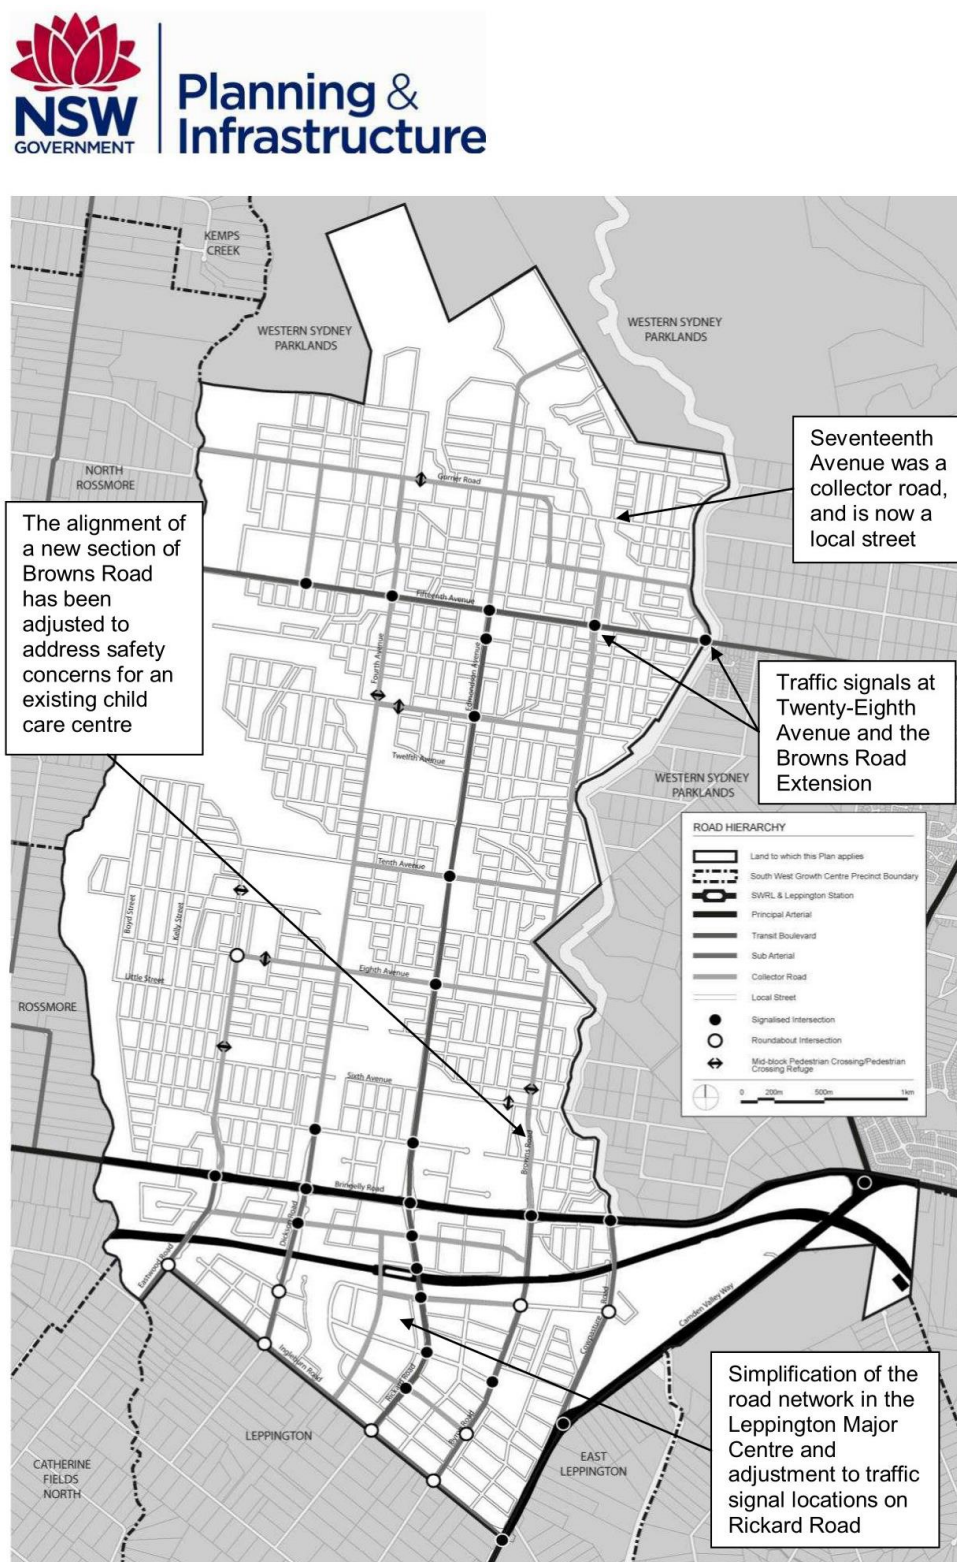 NSW
GOVERNMENT
Planning &
Infrastructure
KEMPS
CREEK
WESTERN SYDNEY
PARKLANDS
WESTERN SYDNEY
PARKLANDS
Seventeenth
Avenue was a
collector road,
and is now a
local street
NORTH
ROSSMORE
Gurner Road
The alignment of
a new section of
Browns Road
has been
adjusted to
address safety
concerns for an
existing child
care centre
Fifteenth Avenue
Fourth Avenue
Edmondson Avenue
Traffic signals at
Twenty-Eighth
Avenue and the
Browns Road
Extension
Twelfth Avenue
WESTERN SYDNEY
PARKLANDS
ROAD HIERARCHY
Land to which this Plan applies
South West Growth Centre Precinct Boundary
SWRL & Leppington Station
Principal Arterial
Transit Boulevard
Sub Arterial
Collector Road
Local Street
Signalised Intersection
Roundabout Intersection
Mid-block Pedestrian Crossing/Pedestrian
Crossing Refuge
0 200m 500m 1km
Tenth Avenue
Boyd Street
Kelly Street
Eighth Avenue
Little Street
ROSSMORE
Sixth Avenue
Browns Road
Bringelly Road
Dickson Road
Eastwood Road
Camden Valley Way
Cowpasture Road
Ingleburn Road
Rickard Road
LEPPINGTON
CATHERINE
FIELDS
NORTH
EAST
LEPPINGTON
Simplification of the
road network in the
Leppington Major
Centre and
adjustment to traffic
signal locations on
Rickard Road